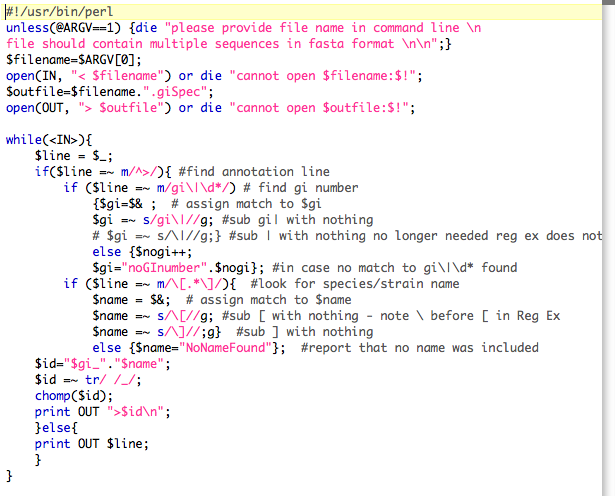 #!/usr/bin/perl
unless(@ARGV==1) {die "please provide file name in command line \n
file should contain multiple sequences in fasta format \n\n";}
$filename=$ARGV[0];
open(IN, "< $filename") or die "cannot open $filename:$!";
$outfile=$filename.".giSpec";
open(OUT, "> $outfile") or die "cannot open $outfile:$!";

while(<IN>){
    $line = $_;
    if($line =~ m/^>/){ #find annotation line
        if ($line =~ m/gi\|\d*/) # find gi number
            {$gi=$& ;  # assign match to $gi
            $gi =~ s/gi\|//g; #sub gi| with nothing
            # $gi =~ s/\|//g;} #sub | with nothing no longer needed reg ex does not
            else {$nogi++;
            $gi="noGInumber".$nogi}; #in case no match to gi\|\d* found
        if ($line =~ m/\[.*\]/){  #look for species/strain name
            $name = $&;  # assign match to $name
            $name =~ s/\[//g; #sub [ with nothing - note \ before [ in Reg Ex
            $name =~ s/\]//;g}  #sub ] with nothing
            else {$name="NoNameFound"};  #report that no name was included
    $id="$gi_"."$name";
    $id =~ tr/ /_/;
    chomp($id);
    print OUT ">$id\n";
    }else{
    print OUT $line;
    }
}